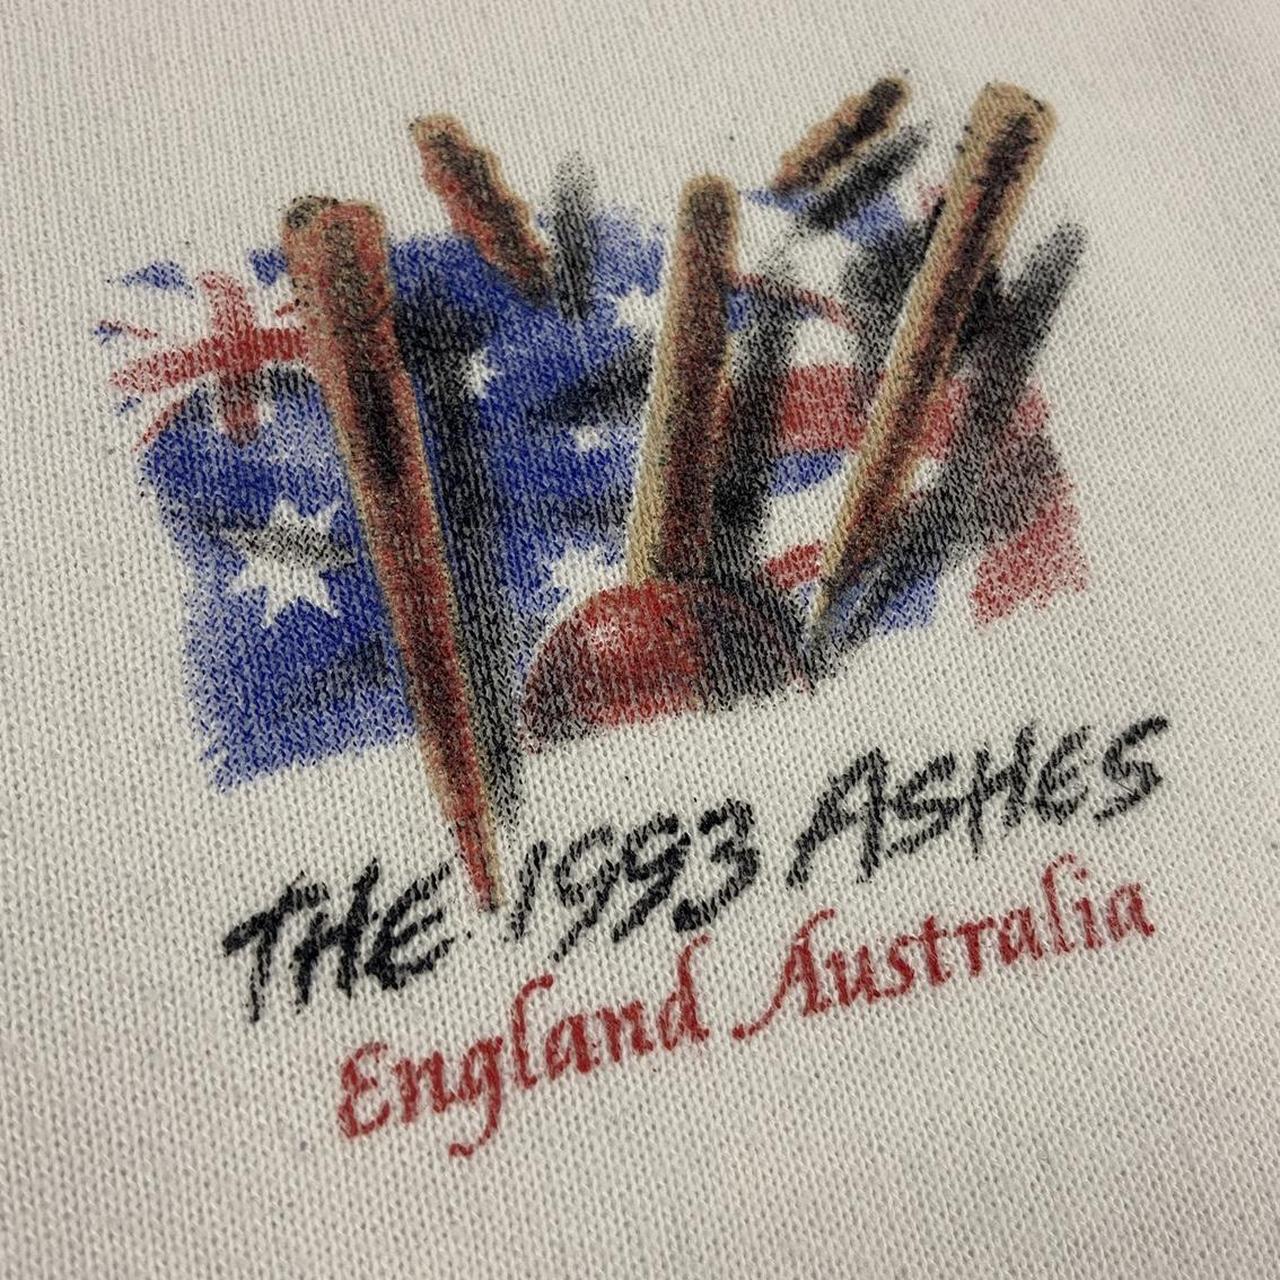 THE 1993 ASHES
England Australia